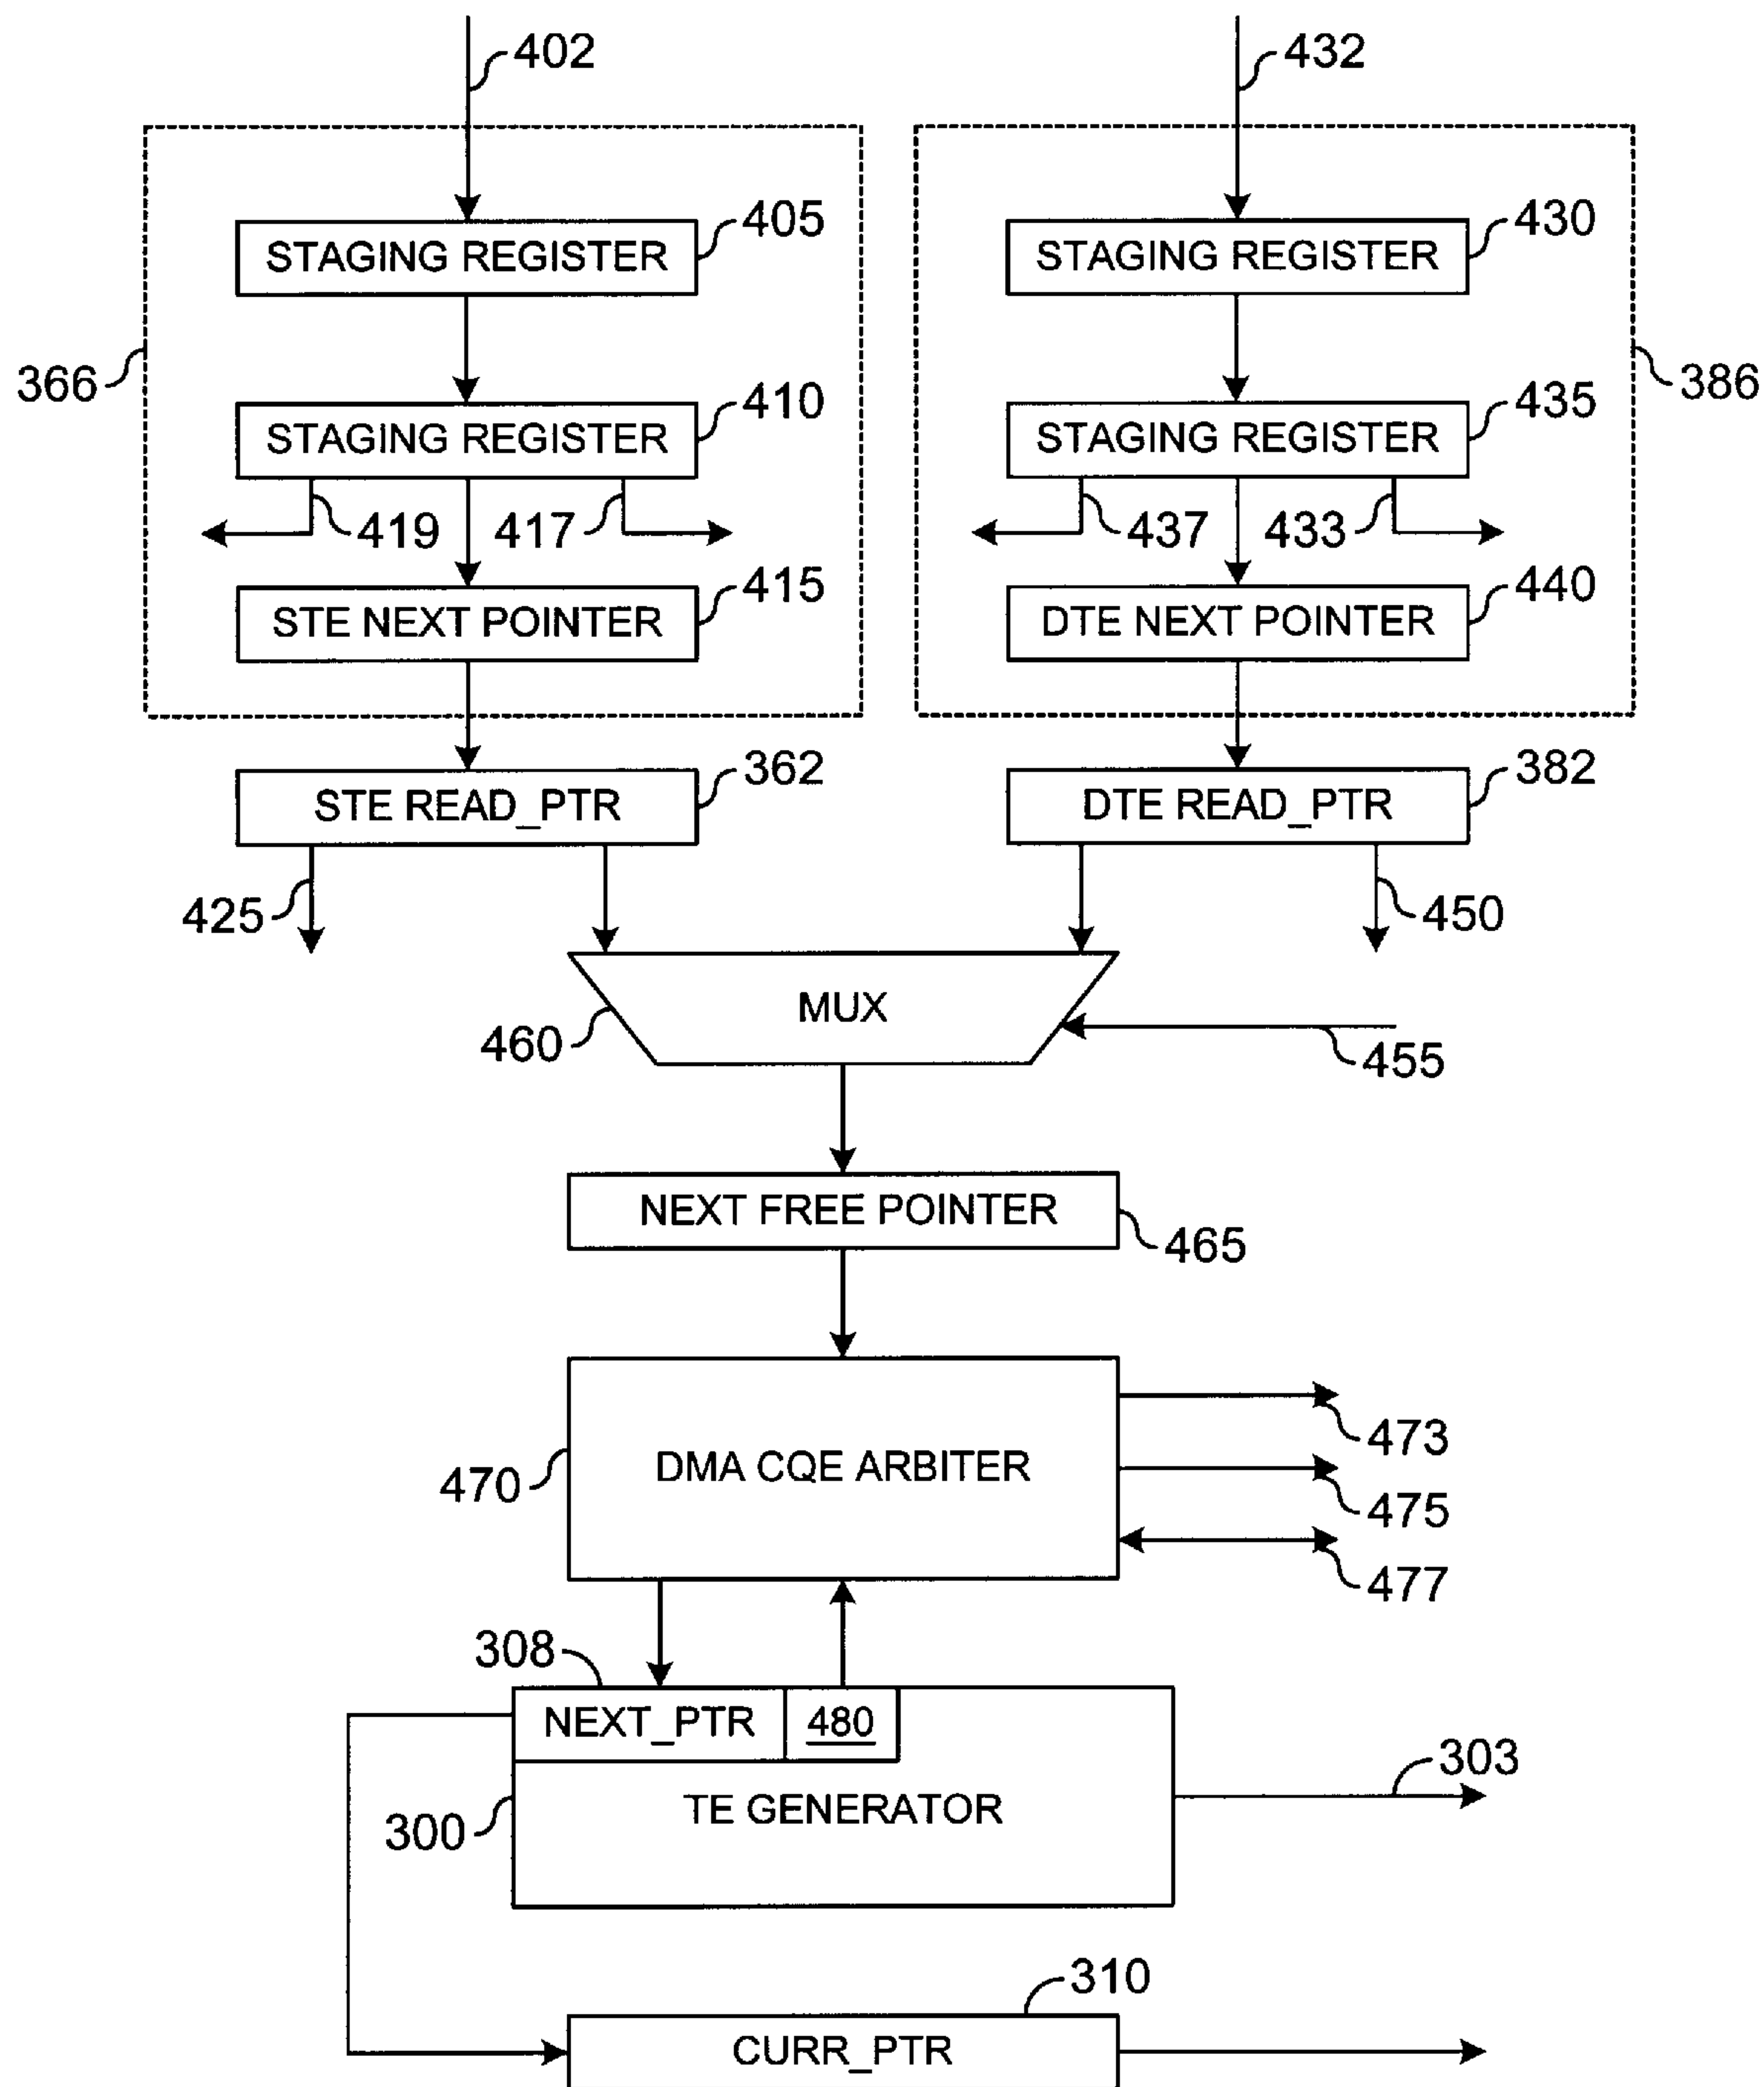 402
432
405
430
STAGING REGISTER
STAGING REGISTER
366
386
410
435
STAGING REGISTER
STAGING REGISTER
419
417
437
433
415
440
STE NEXT POINTER
DTE NEXT POINTER
362
382
STE READ_PTR
DTE READ_PTR
425
450
MUX
460
455
NEXT FREE POINTER
465
473
DMA CQE ARBITER
470
475
477
308
NEXT_PTR
480
303
TE GENERATOR
300
310
CURR_PTR